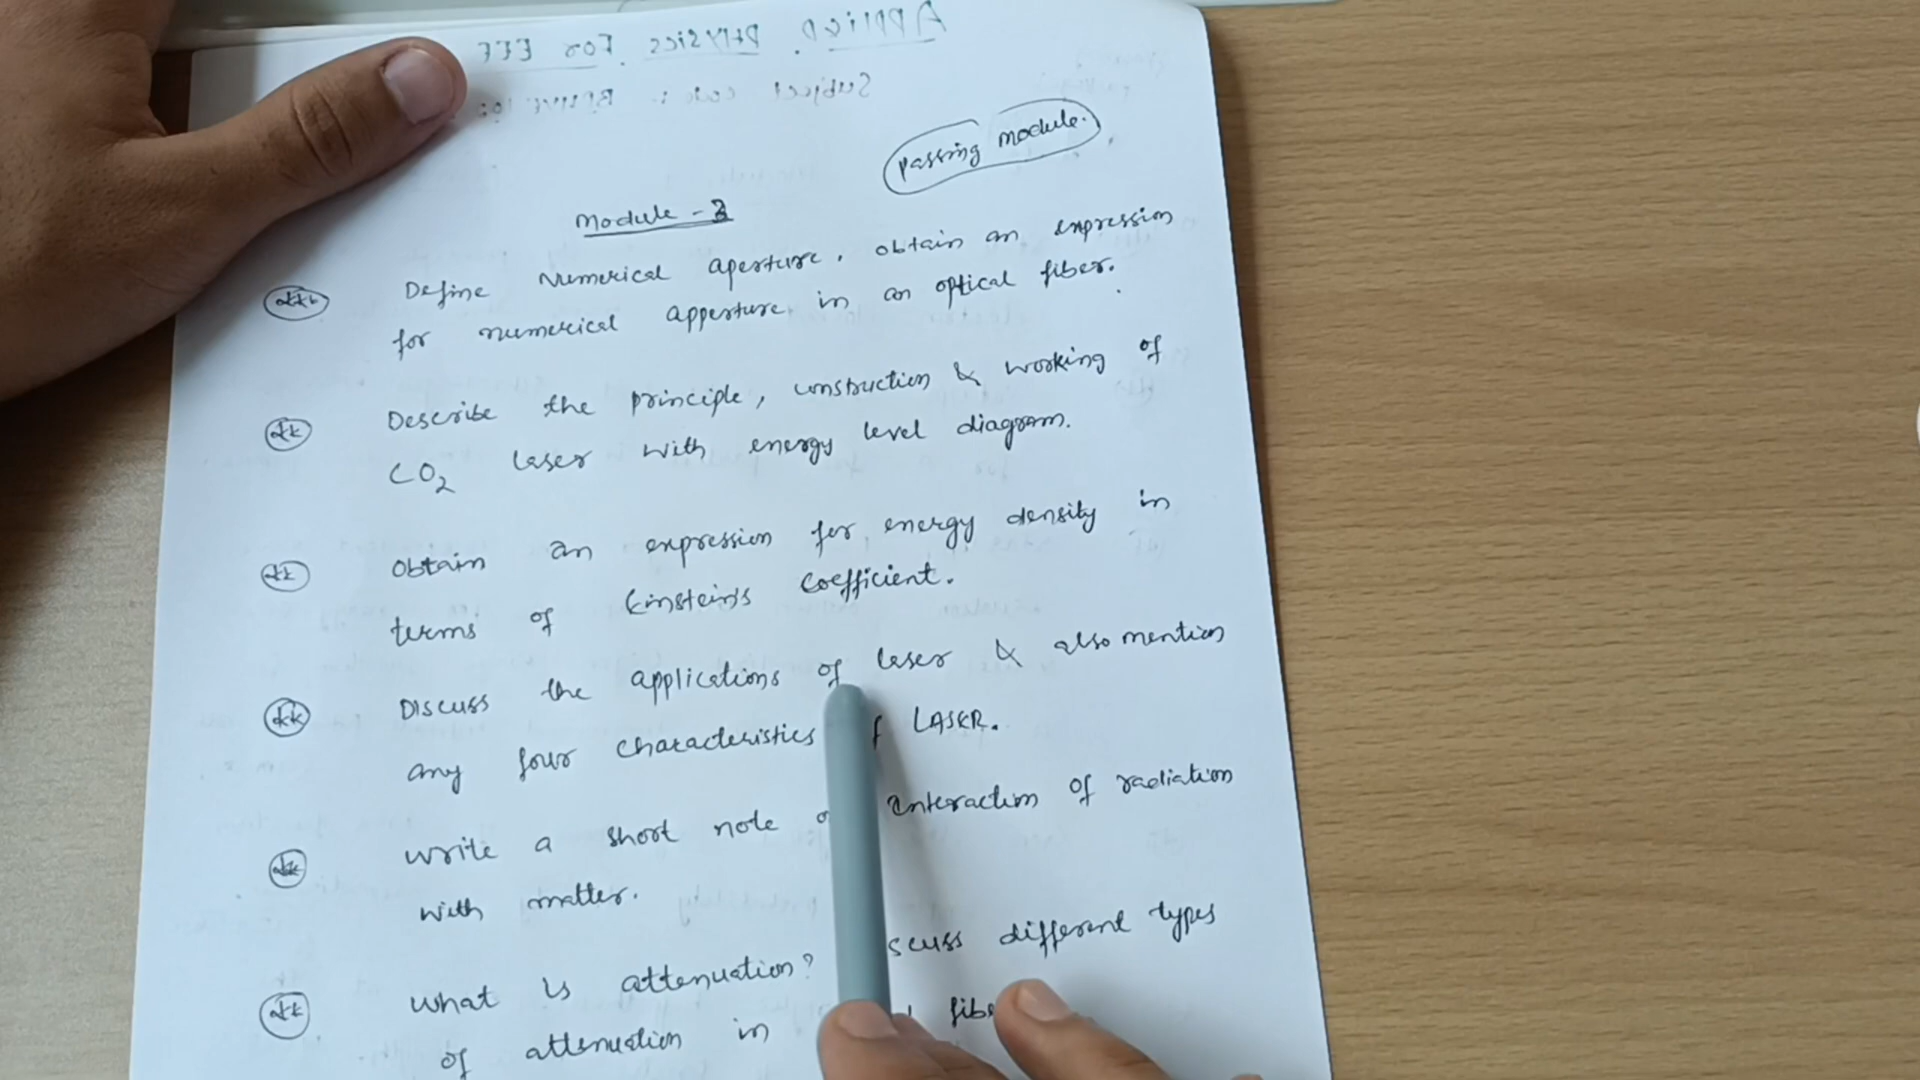 APPLIED PHYSICS FOR EEE
Subject code :
passing module.
Module - 3
Define Numerical aperture. obtain an expression
for numerical apperture in an optical fiber.
Describe the principle, construction & working of
CO2 laser with energy level diagram.
obtain an expression for energy density in
terms of Einstein's coefficient.
Discuss the applications of laser & also mention
any four characteristics of LASER.
write a short note interaction of radiation
with matter.
what is attenuation? scuss different types
of attenuation in fibe